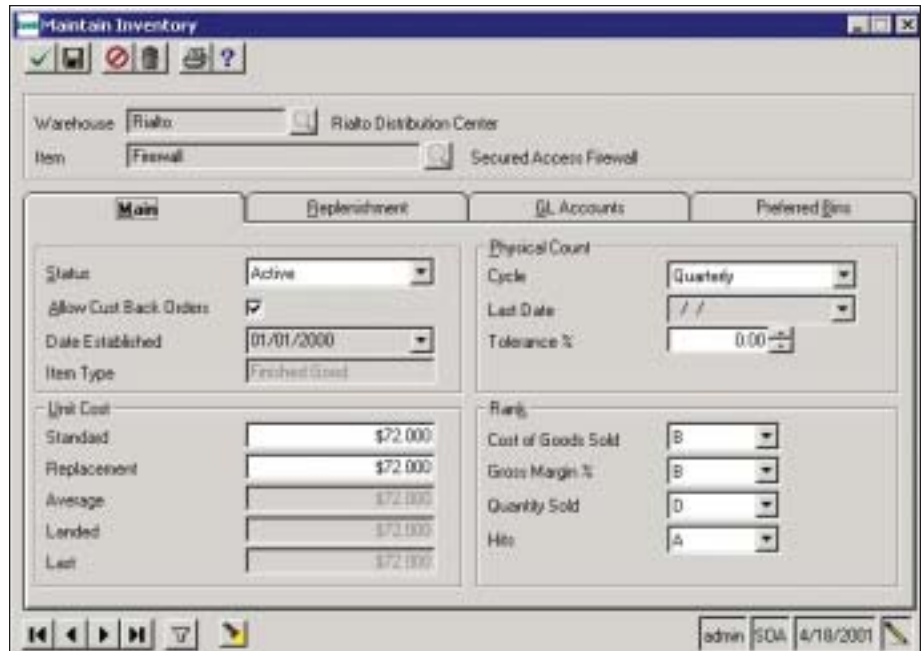 Maintain Inventory
Warehouse Rialto Rialto Distribution Center
Item Firewall Secured Access Firewall
Main Replenishment GL Accounts Preferred Bins
Status Active
Allow Cust Back Orders
Date Established 01/01/2000
Item Type Finished Good
Physical Count
Cycle Quarterly
Last Date / /
Tolerance % 0.00
Unit Cost
Standard $72.000
Replacement $72.000
Average $72.000
Landed $72.000
Last $72.000
Rank
Cost of Goods Sold B
Gross Margin % B
Quantity Sold D
Hits A
admin SOA 4/18/2001